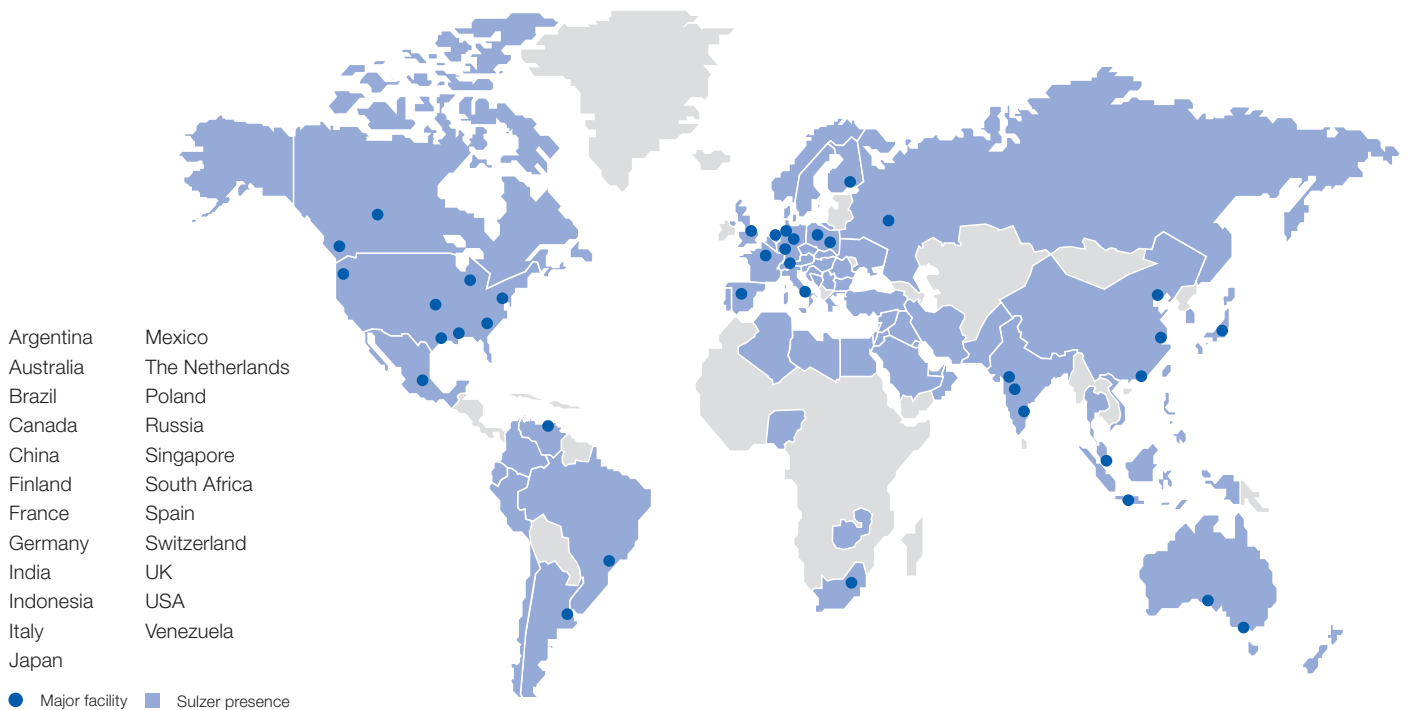 Argentina
Australia
Brazil
Canada
China
Finland
France
Germany
India
Indonesia
Italy
Japan
Mexico
The Netherlands
Poland
Russia
Singapore
South Africa
Spain
Switzerland
UK
USA
Venezuela
Major facility
Sulzer presence